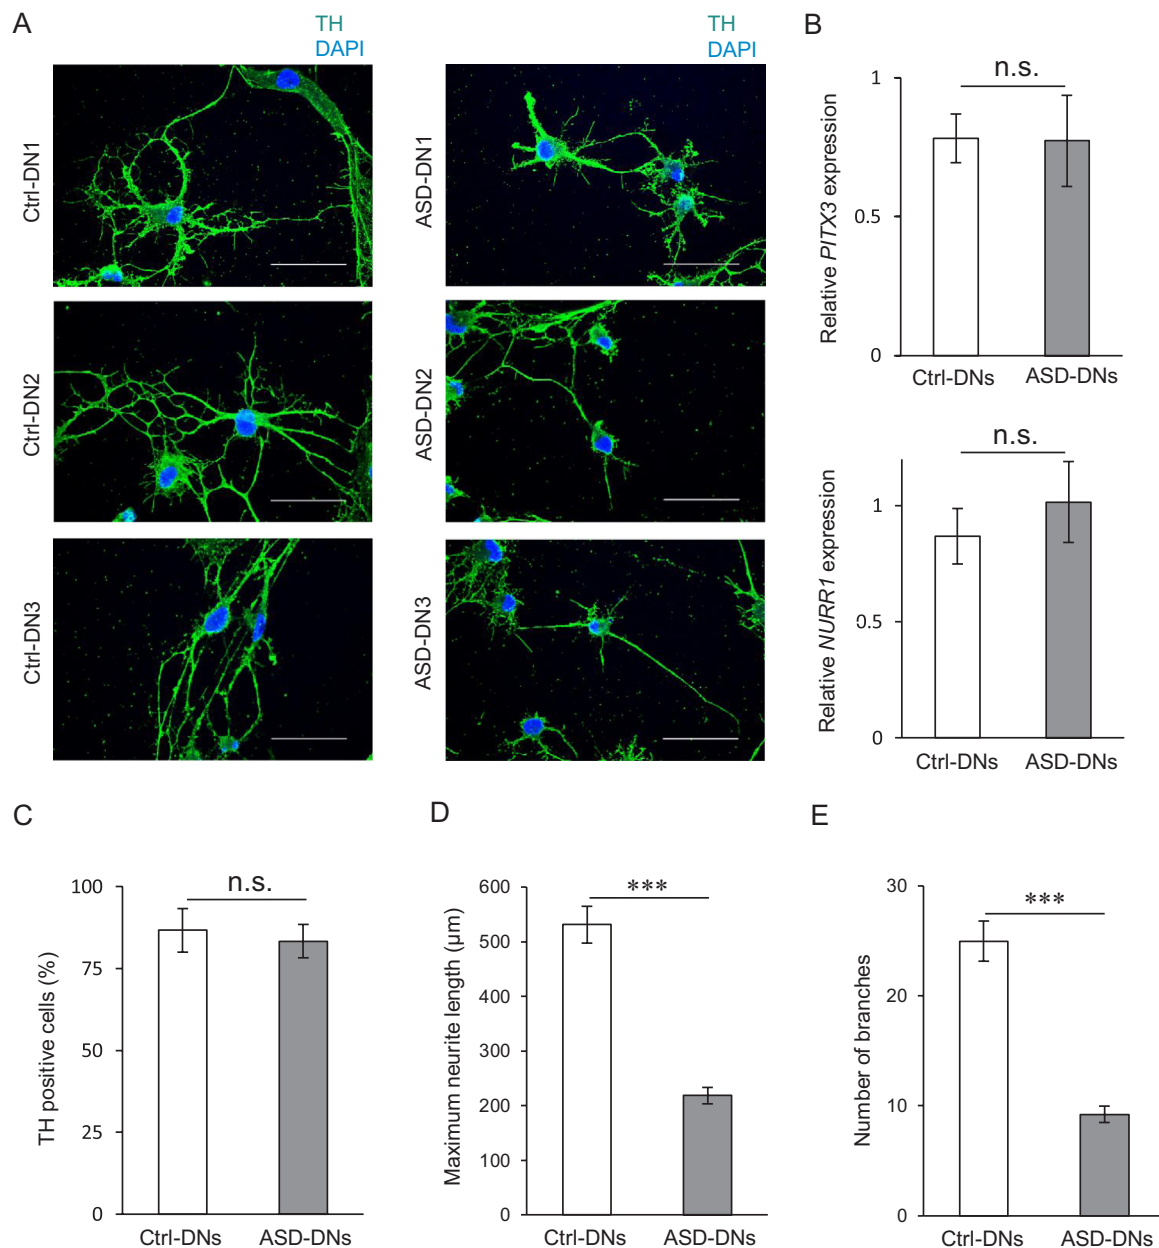 A
TH
DAPI
TH
DAPI
Ctrl-DN1
ASD-DN1
Ctrl-DN2
ASD-DN2
Ctrl-DN3
ASD-DN3
B
n.s.
Relative PITX3 expression
1
0.5
0
Ctrl-DNs
ASD-DNs
n.s.
Relative NURR1 expression
1
0.5
0
Ctrl-DNs
ASD-DNs
C
n.s.
TH positive cells (%)
100
75
50
25
0
Ctrl-DNs
ASD-DNs
D
***
Maximum neurite length (μm)
600
500
400
300
200
100
0
Ctrl-DNs
ASD-DNs
E
***
Number of branches
30
20
10
0
Ctrl-DNs
ASD-DNs